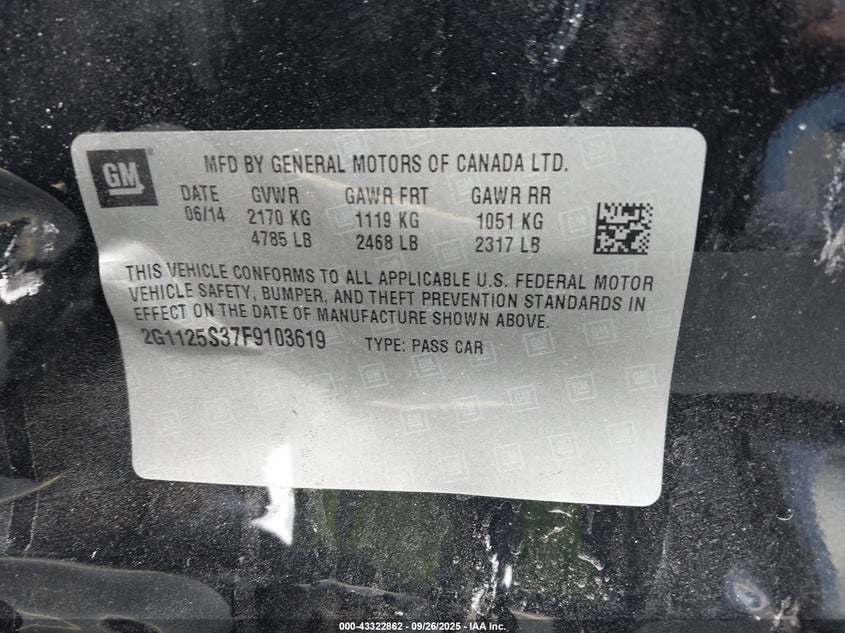 GM
MFD BY GENERAL MOTORS OF CANADA LTD.
DATE GVWR GAWR FRT GAWR RR
06/14 2170 KG 1119 KG 1051 KG
4785 LB 2468 LB 2317 LB
THIS VEHICLE CONFORMS TO ALL APPLICABLE U.S. FEDERAL MOTOR
VEHICLE SAFETY, BUMPER, AND THEFT PREVENTION STANDARDS IN
EFFECT ON THE DATE OF MANUFACTURE SHOWN ABOVE.
2G1125S37F9103619 TYPE: PASS CAR
000-43322862 - 09/26/2025 - IAA Inc.